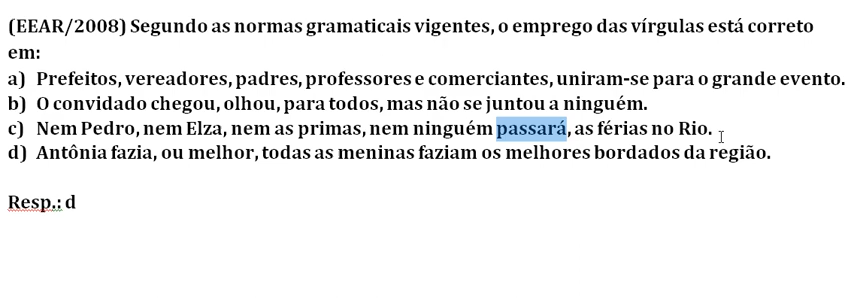 (EEAR/2008) Segundo as normas gramaticais vigentes, o emprego das vírgulas está correto
em:
a) Prefeitos, vereadores, padres, professores e comerciantes, uniram-se para o grande evento.
b) O convidado chegou, olhou, para todos, mas não se juntou a ninguém.
c) Nem Pedro, nem Elza, nem as primas, nem ninguém passará, as férias no Rio.
d) Antônia fazia, ou melhor, todas as meninas faziam os melhores bordados da região.
Resp.: d